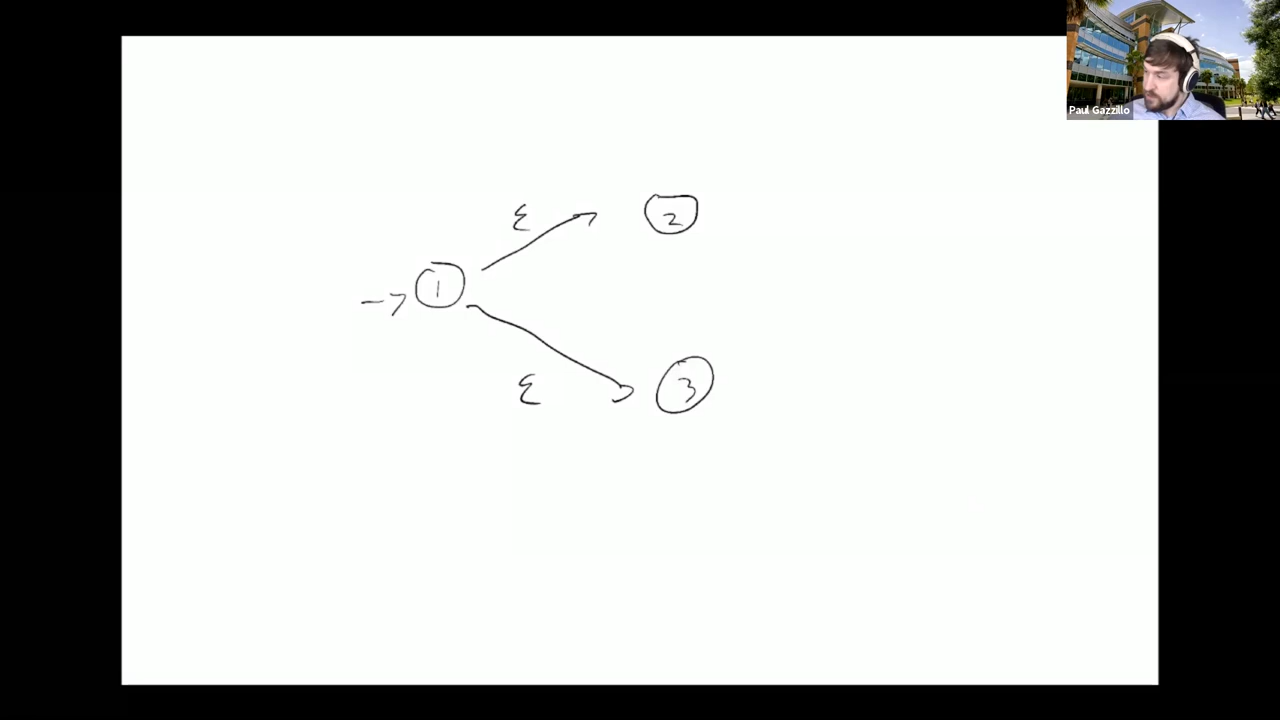 Paul Gazzillo
ε
2
→ 1
ε
3